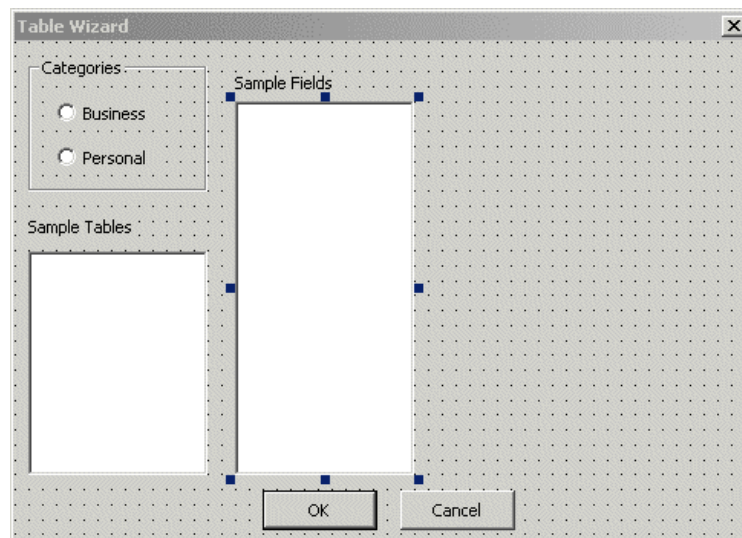 Table Wizard
Categories
Business
Personal
Sample Tables
Sample Fields
OK
Cancel